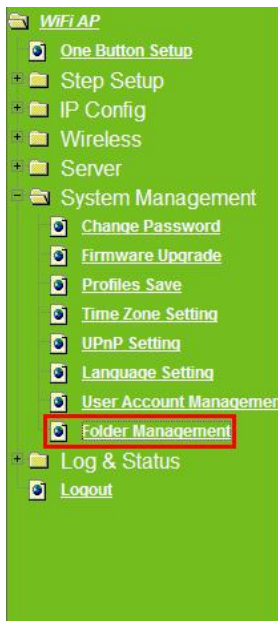 WiFi AP
One Button Setup
Step Setup
IP Config
Wireless
Server
System Management
Change Password
Firmware Upgrade
Profiles Save
Time Zone Setting
UPnP Setting
Language Setting
User Account Managemen
Folder Management
Log & Status
Logout